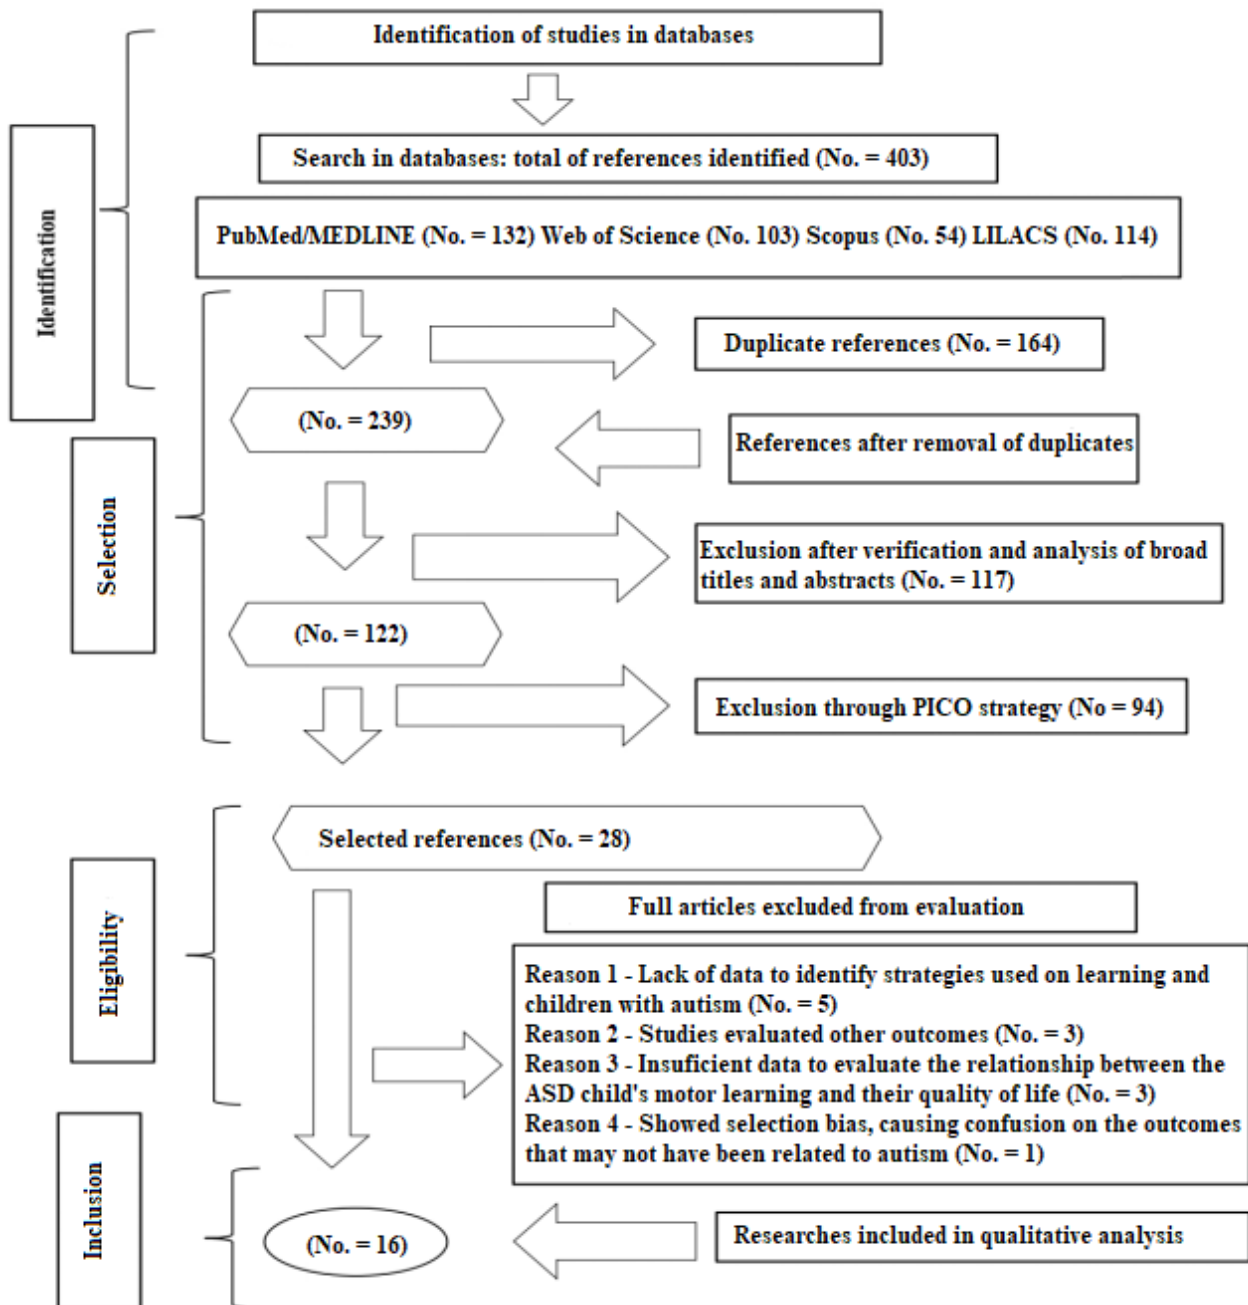 Identification of studies in databases
Search in databases: total of references identified (No. = 403)
PubMed/MEDLINE (No. = 132) Web of Science (No. 103) Scopus (No. 54) LILACS (No. 114)
Identification
Duplicate references (No. = 164)
(No. = 239)
References after removal of duplicates
Selection
Exclusion after verification and analysis of broad
titles and abstracts (No. = 117)
(No. = 122)
Exclusion through PICO strategy (No = 94)
Selected references (No. = 28)
Eligibility
Full articles excluded from evaluation
Reason 1 - Lack of data to identify strategies used on learning and
children with autism (No. = 5)
Reason 2 - Studies evaluated other outcomes (No. = 3)
Reason 3 - Insuficient data to evaluate the relationship between the
ASD child's motor learning and their quality of life (No. = 3)
Reason 4 - Showed selection bias, causing confusion on the outcomes
that may not have been related to autism (No. = 1)
Inclusion
(No. = 16)
Researches included in qualitative analysis